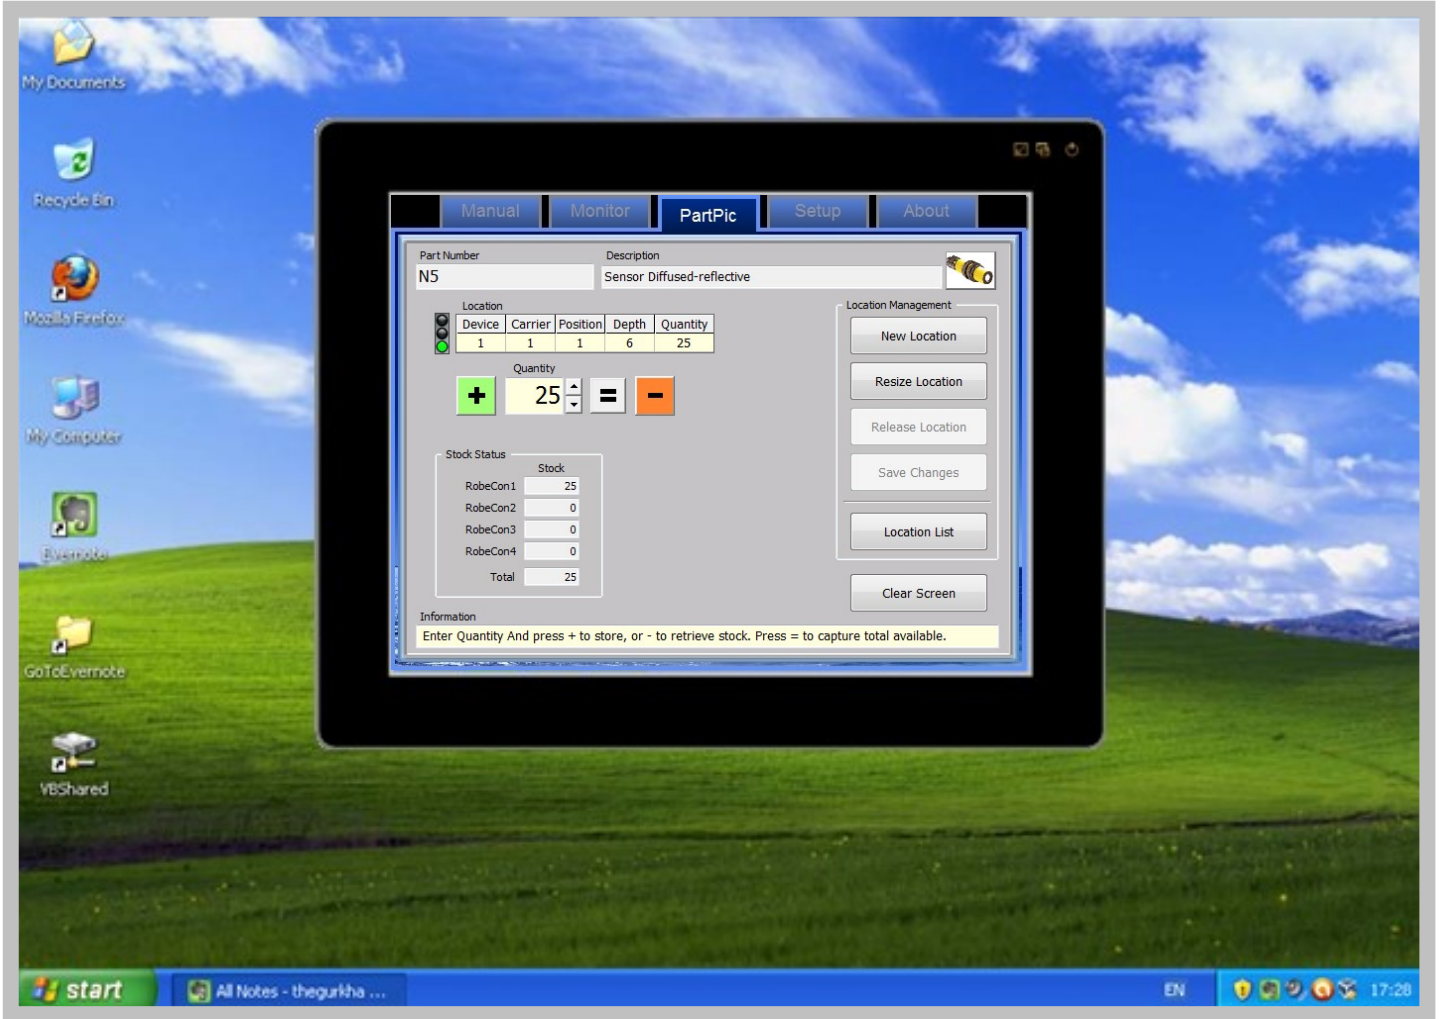 My Documents
Recycle Bin
Mozilla Firefox
My Computer
Evernote
GoToEvernote
VBShared
Manual Monitor PartPic Setup About
Part Number Description
N5 Sensor Diffused-reflective
Location
Device Carrier Position Depth Quantity
1 1 1 6 25
Quantity
+ 25 = -
Stock Status
Stock
RobeCon1 25
RobeCon2 0
RobeCon3 0
RobeCon4 0
Total 25
Location Management
New Location
Resize Location
Release Location
Save Changes
Location List
Clear Screen
Information
Enter Quantity And press + to store, or - to retrieve stock. Press = to capture total available.
start All Notes - thegurkha ... EN 17:28